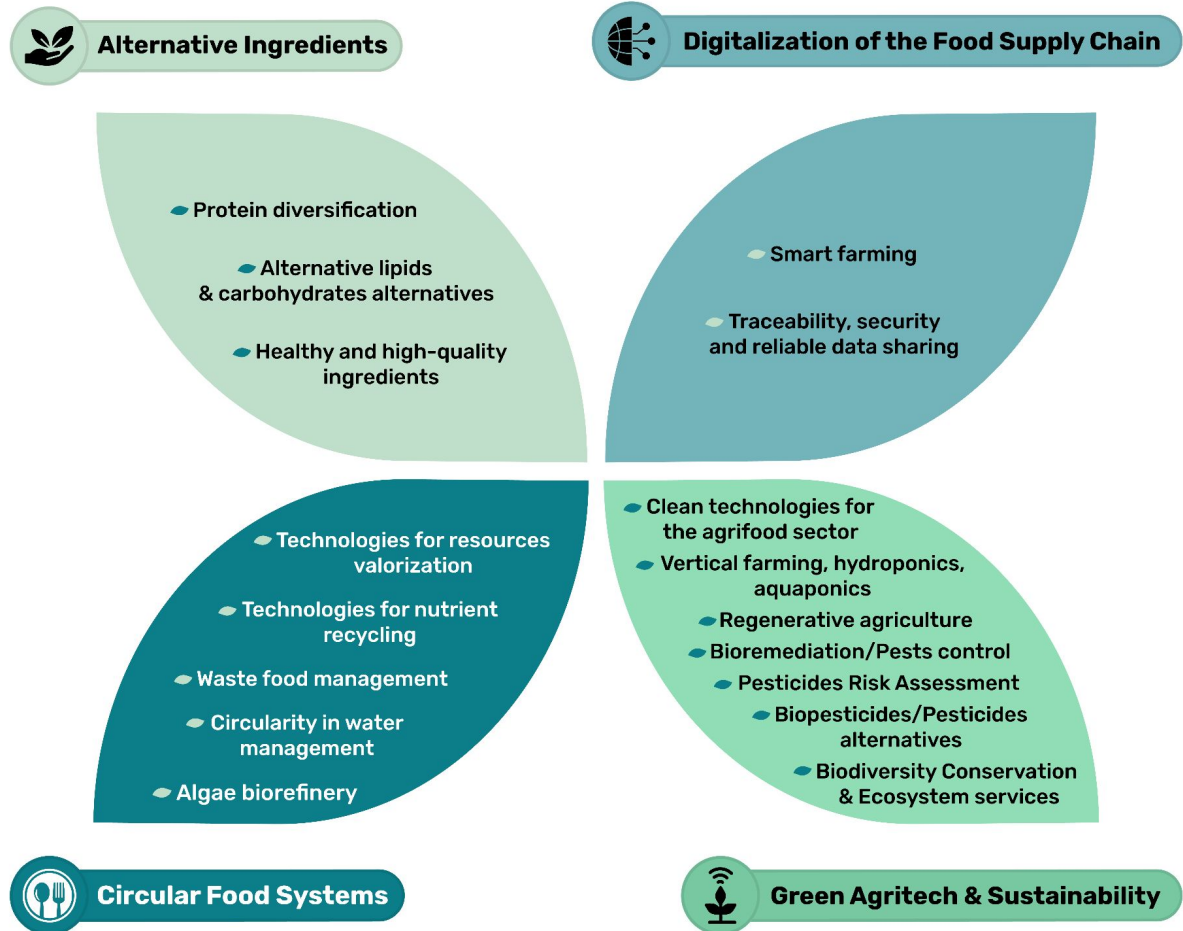 Alternative Ingredients
Protein diversification
Alternative lipids
& carbohydrates alternatives
Healthy and high-quality
ingredients
Digitalization of the Food Supply Chain
Smart farming
Traceability, security
and reliable data sharing
Technologies for resources
valorization
Technologies for nutrient
recycling
Waste food management
Circularity in water
management
Algae biorefinery
Circular Food Systems
Clean technologies for
the agrifood sector
Vertical farming, hydroponics,
aquaponics
Regenerative agriculture
Bioremediation/Pests control
Pesticides Risk Assessment
Biopesticides/Pesticides
alternatives
Biodiversity Conservation
& Ecosystem services
Green Agritech & Sustainability